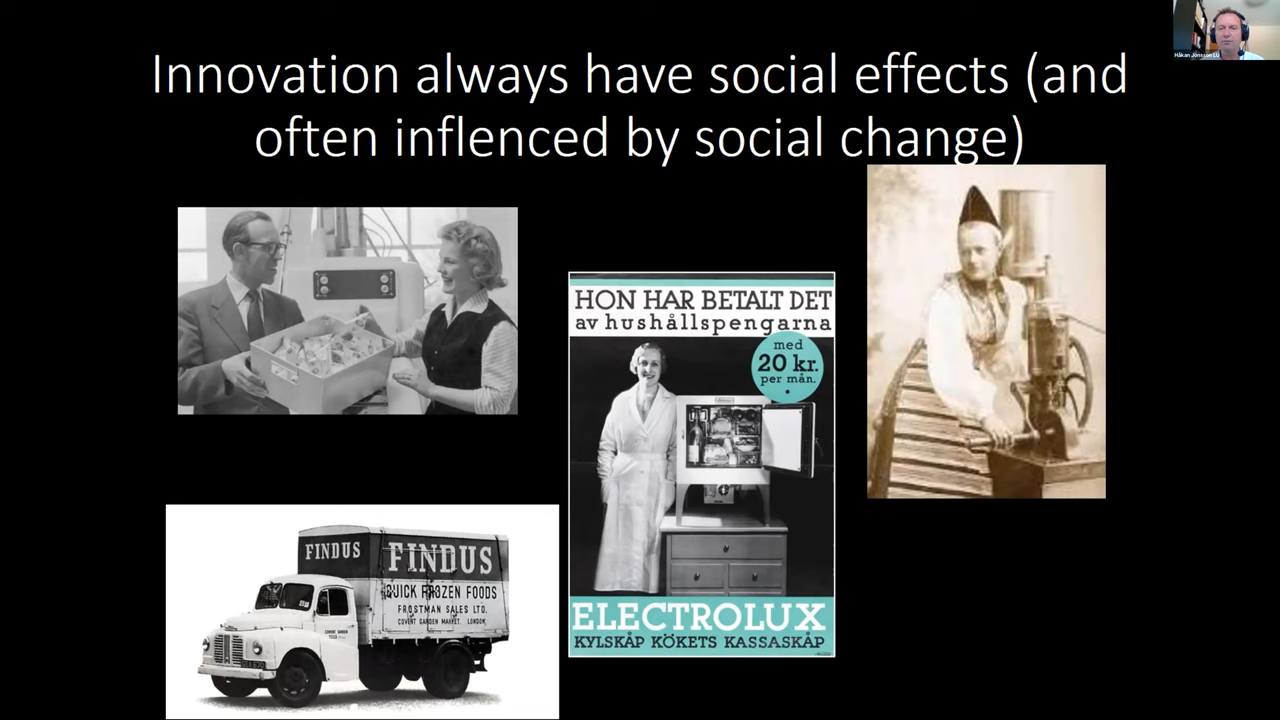 Innovation always have social effects (and
often inflenced by social change)
Håkan Jönsson LU
HON HAR BETALT DET
av hushållspengarna
med
20 kr.
per mån.
ELECTROLUX
KYLSKÅP KÖKETS KASSASKÅP
FINDUS FINDUS
QUICK FROZEN FOODS
FROSTMAN SALES LTD.
COVENT GARDEN MARKET. LONDON